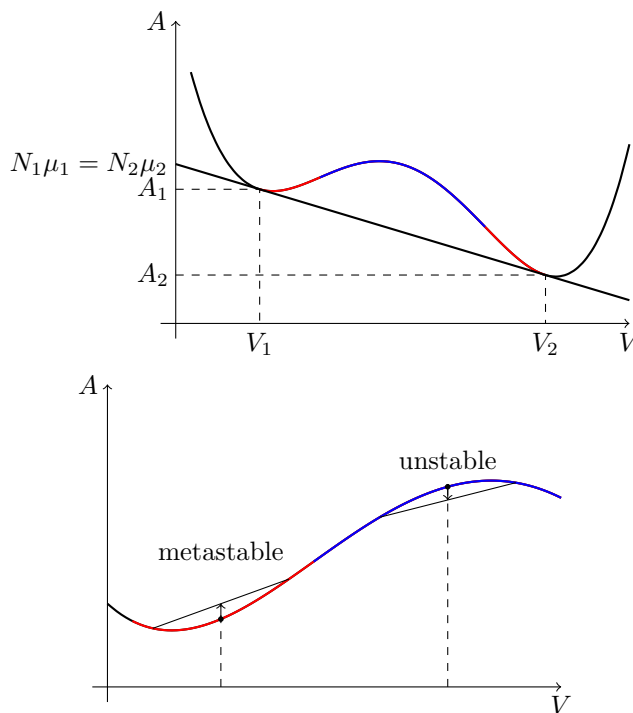 A
N₁μ₁ = N₂μ₂
A₁
A₂
V₁
V₂
V
A
unstable
metastable
V